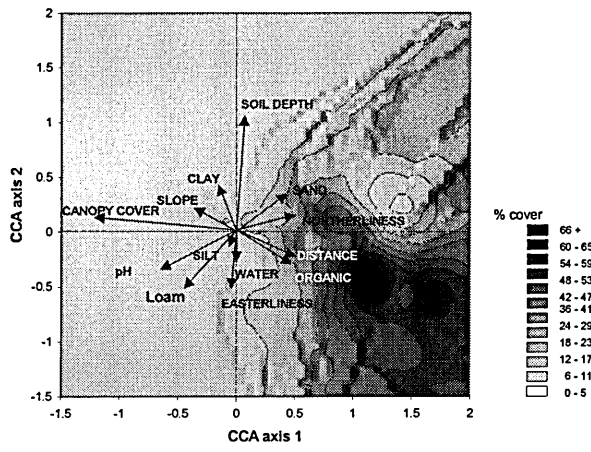 2
SOIL DEPTH
1.5
1
CLAY
0.5
SAND
SLOPE
CANOPY COVER
NORTHERLINESS
0
DISTANCE
SILT
pH
WATER
ORGANIC
-0.5
Loam
EASTERLINESS
-1
-1.5
-1.5 -1 -0.5 0 0.5 1 1.5 2
CCA axis 2
CCA axis 1
% cover
66 +
60 - 65
54 - 59
48 - 53
42 - 47
36 - 41
24 - 29
18 - 23
12 - 17
6 - 11
0 - 5